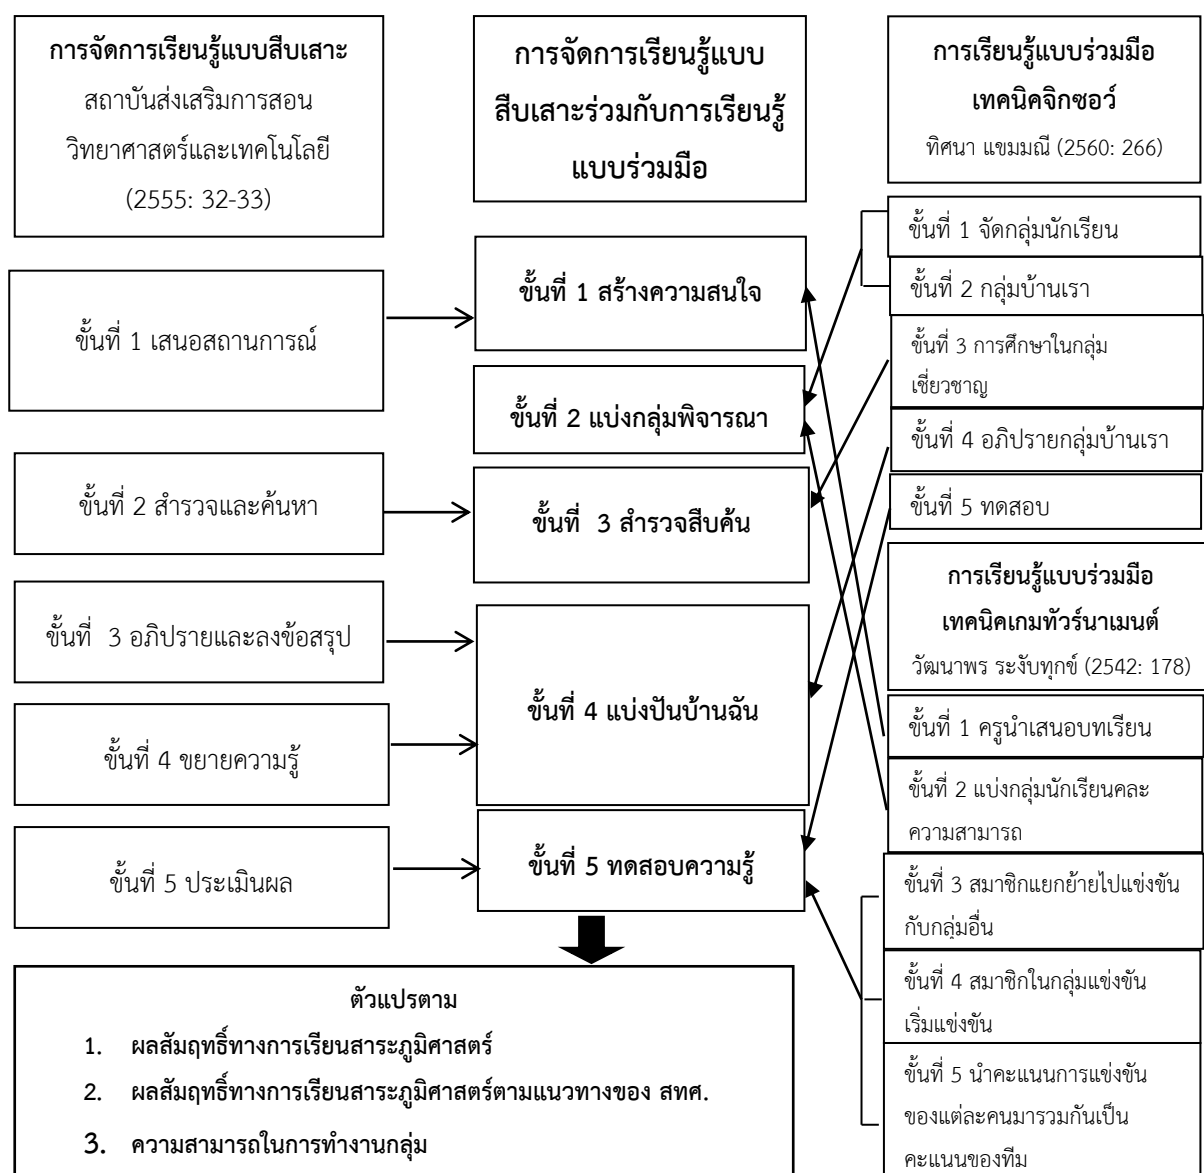 การจัดการเรียนรู้แบบสืบเสาะ
สถาบันส่งเสริมการสอน
วิทยาศาสตร์และเทคโนโลยี
(2555: 32-33)
ขั้นที่ 1 เสนอสถานการณ์
ขั้นที่ 2 สำรวจและค้นหา
ขั้นที่ 3 อภิปรายและลงข้อสรุป
ขั้นที่ 4 ขยายความรู้
ขั้นที่ 5 ประเมินผล
การจัดการเรียนรู้แบบ
สืบเสาะร่วมกับการเรียนรู้
แบบร่วมมือ
ขั้นที่ 1 สร้างความสนใจ
ขั้นที่ 2 แบ่งกลุ่มพิจารณา
ขั้นที่ 3 สำรวจสืบค้น
ขั้นที่ 4 แบ่งปันบ้านฉัน
ขั้นที่ 5 ทดสอบความรู้
การเรียนรู้แบบร่วมมือ
เทคนิคจิกซอว์
ทิศนา แขมมณี (2560: 266)
ขั้นที่ 1 จัดกลุ่มนักเรียน
ขั้นที่ 2 กลุ่มบ้านเรา
ขั้นที่ 3 การศึกษาในกลุ่ม
เชี่ยวชาญ
ขั้นที่ 4 อภิปรายกลุ่มบ้านเรา
ขั้นที่ 5 ทดสอบ
การเรียนรู้แบบร่วมมือ
เทคนิคเกมทัวร์นาเมนต์
วัฒนาพร ระงับทุกข์ (2542: 178)
ขั้นที่ 1 ครูนำเสนอบทเรียน
ขั้นที่ 2 แบ่งกลุ่มนักเรียนคละ
ความสามารถ
ขั้นที่ 3 สมาชิกแยกย้ายไปแข่งขัน
กับกลุ่มอื่น
ขั้นที่ 4 สมาชิกในกลุ่มแข่งขัน
เริ่มแข่งขัน
ขั้นที่ 5 นำคะแนนการแข่งขัน
ของแต่ละคนมารวมกันเป็น
คะแนนของทีม
ตัวแปรตาม
1. ผลสัมฤทธิ์ทางการเรียนสาระภูมิศาสตร์
2. ผลสัมฤทธิ์ทางการเรียนสาระภูมิศาสตร์ตามแนวทางของ สทศ.
3. ความสามารถในการทำงานกลุ่ม